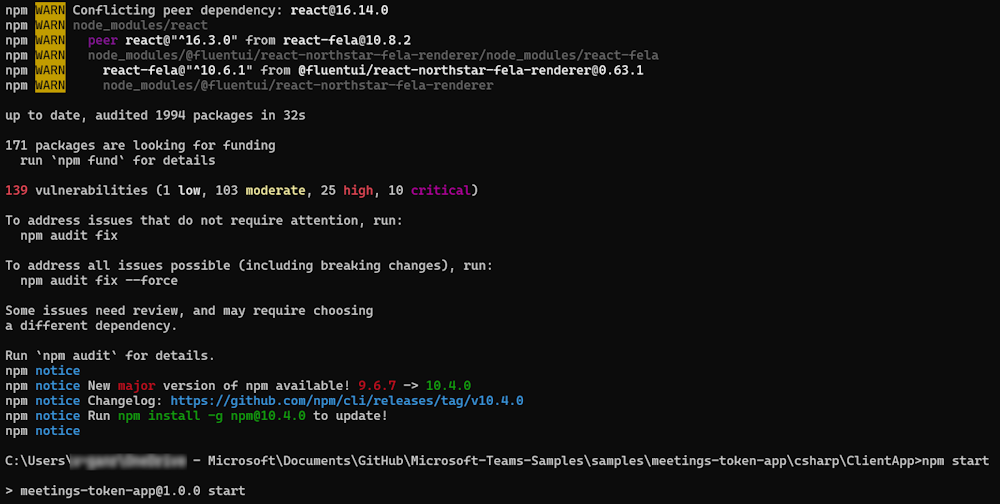 npm WARN Conflicting peer dependency: react@16.14.0
npm WARN node_modules/react
npm WARN   peer react@"^16.3.0" from react-fela@10.8.2
npm WARN   node_modules/@fluentui/react-northstar-fela-renderer/node_modules/react-fela
npm WARN     react-fela@"^10.6.1" from @fluentui/react-northstar-fela-renderer@0.63.1
npm WARN     node_modules/@fluentui/react-northstar-fela-renderer
up to date, audited 1994 packages in 32s
171 packages are looking for funding
  run `npm fund` for details
139 vulnerabilities (1 low, 103 moderate, 25 high, 10 critical)
To address issues that do not require attention, run:
  npm audit fix
To address all issues possible (including breaking changes), run:
  npm audit fix --force
Some issues need review, and may require choosing
a different dependency.
Run `npm audit` for details.
npm notice
npm notice New major version of npm available! 9.6.7 -> 10.4.0
npm notice Changelog: https://github.com/npm/cli/releases/tag/v10.4.0
npm notice Run npm install -g npm@10.4.0 to update!
npm notice
C:\Users\ - Microsoft\Documents\GitHub\Microsoft-Teams-Samples\samples\meetings-token-app\csharp\ClientApp>npm start
> meetings-token-app@1.0.0 start